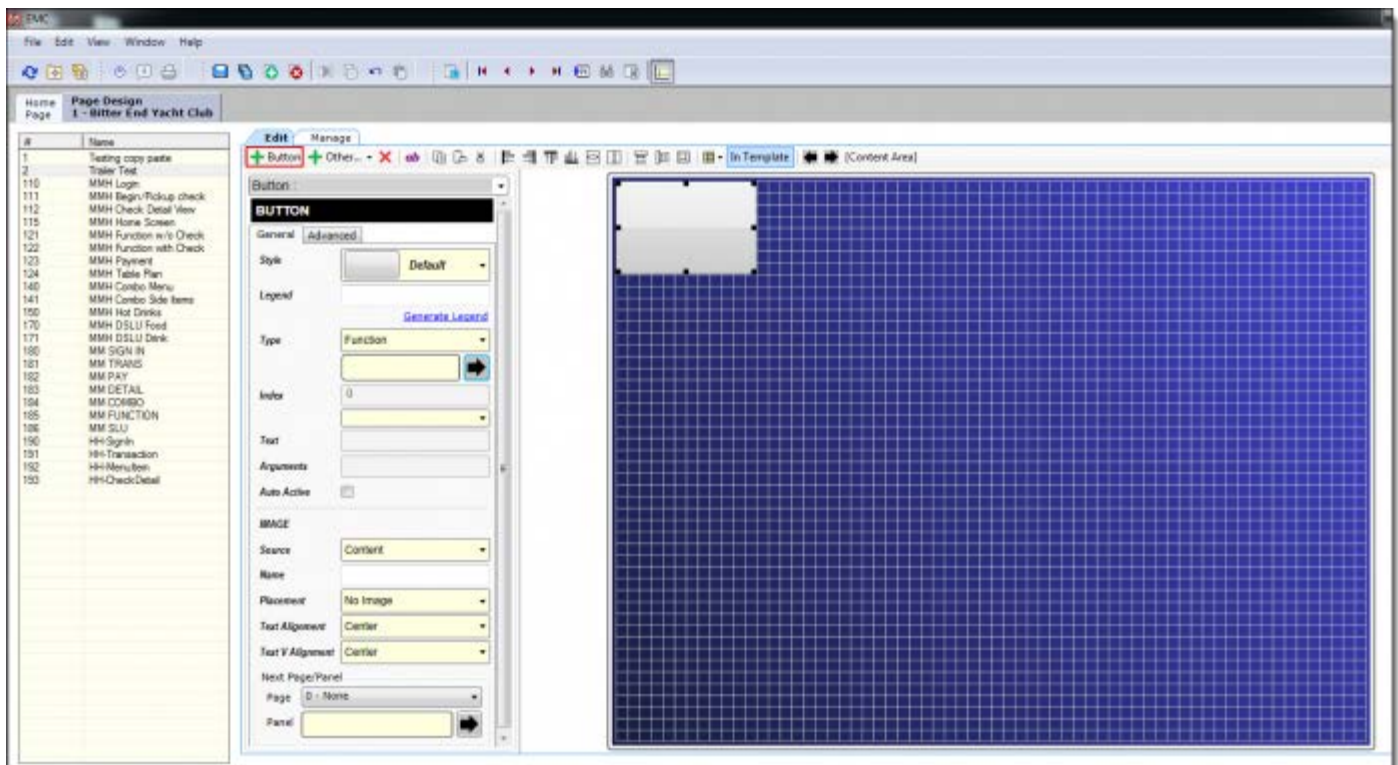 EMC
File Edit View Window Help
Home Page
Page Design
1 - Bitter End Yacht Club
# Name
1 Testing copy paste
2 Trailer Test
110 MMH Login
111 MMH Begin/Pickup check
112 MMH Check Detail View
115 MMH Home Screen
121 MMH Function w/o Check
122 MMH Function with Check
123 MMH Payment
124 MMH Table Plan
140 MMH Combo Menu
141 MMH Combo Side Items
150 MMH Hot Drinks
170 MMH DSLU Food
171 MMH DSLU Drink
180 MM SIGN IN
181 MM TRANS
182 MM PAY
183 MM DETAIL
184 MM COMBO
185 MM FUNCTION
186 MM SLU
190 HH-SignIn
191 HH-Transaction
192 HH-MenuItem
193 HH-CheckDetail
Edit Manage
Button Other... ab In Template [Content Area]
Button :
BUTTON
General Advanced
Style Default
Legend
Generate Legend
Type Function
Index 0
Text
Arguments
Auto Active
IMAGE
Source Content
Name
Placement No Image
Text Alignment Center
Text V Alignment Center
Next Page/Panel
Page 0 - None
Panel